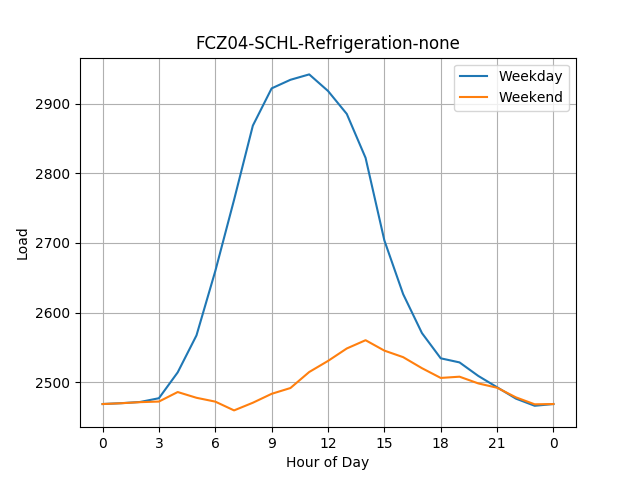 FCZ04-SCHL-Refrigeration-none
Weekday
Weekend
Load
2900
2800
2700
2600
2500
0 3 6 9 12 15 18 21 0
Hour of Day